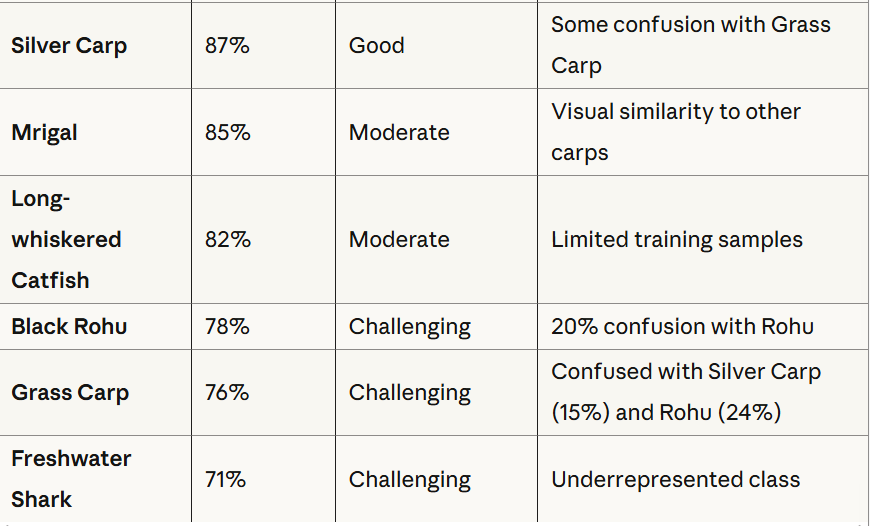 Silver Carp 87% Good Some confusion with Grass
Carp
Mrigal 85% Moderate Visual similarity to other
carps
Long-
whiskered 82% Moderate Limited training samples
Catfish
Black Rohu 78% Challenging 20% confusion with Rohu
Grass Carp 76% Challenging Confused with Silver Carp
(15%) and Rohu (24%)
Freshwater
Shark 71% Challenging Underrepresented class